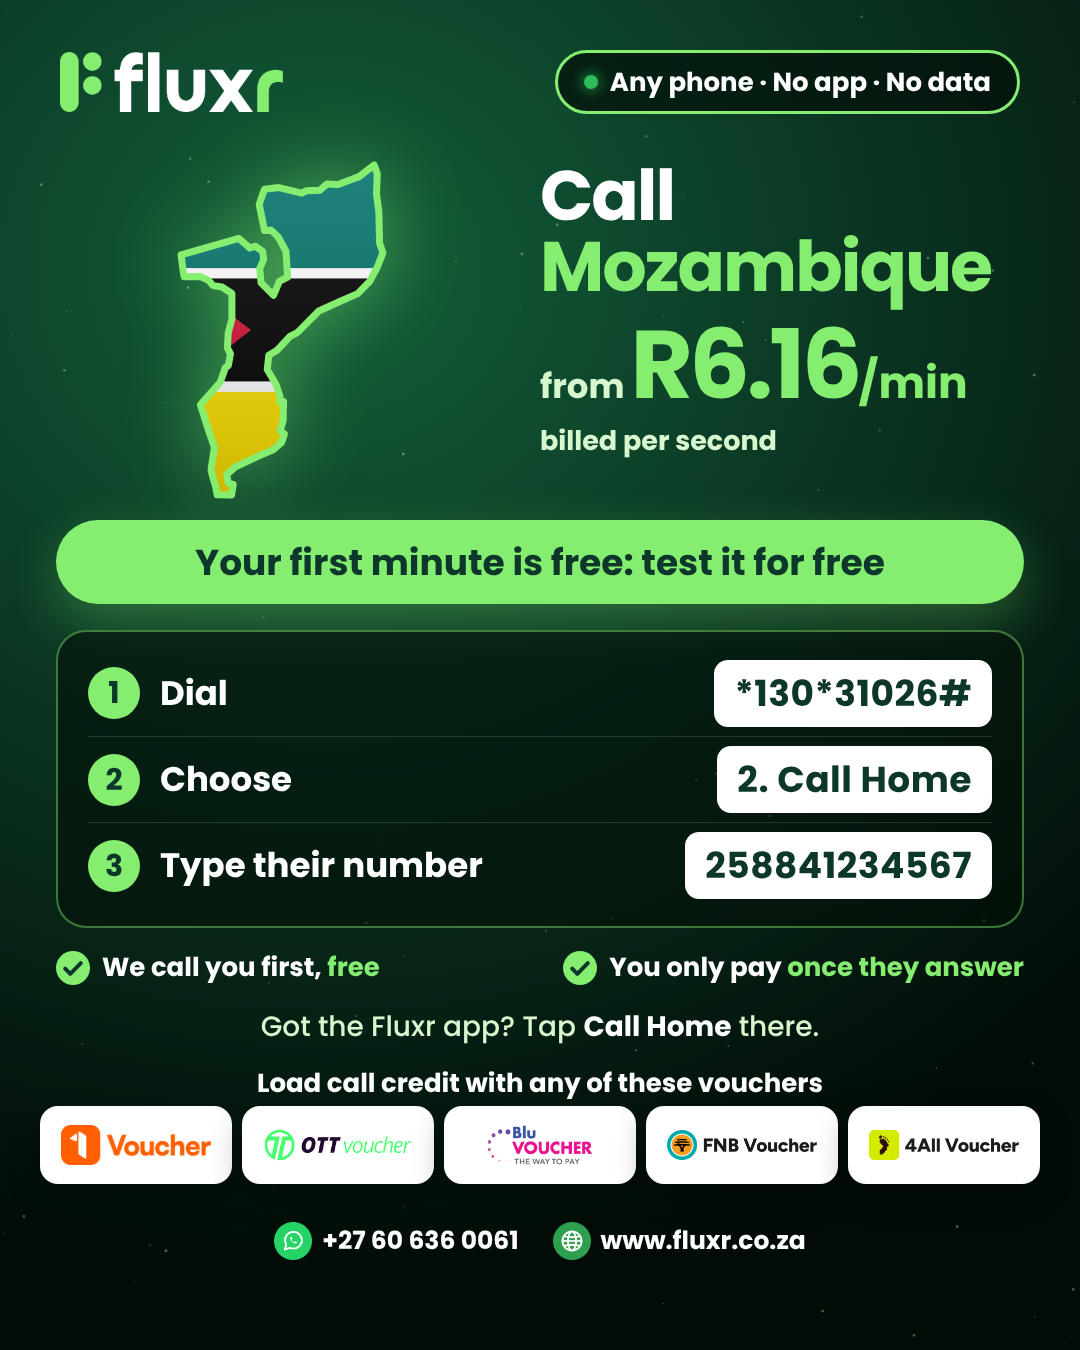 fluxr
Any phone · No app · No data
Call
Mozambique
from R6.16/min
billed per second
Your first minute is free: test it for free
1 Dial *130*31026#
2 Choose 2. Call Home
3 Type their number 258841234567
We call you first, free
You only pay once they answer
Got the Fluxr app? Tap Call Home there.
Load call credit with any of these vouchers
1 Voucher
OTT voucher
Blu
VOUCHER
THE WAY TO PAY
FNB Voucher
4All Voucher
+27 60 636 0061
www.fluxr.co.za